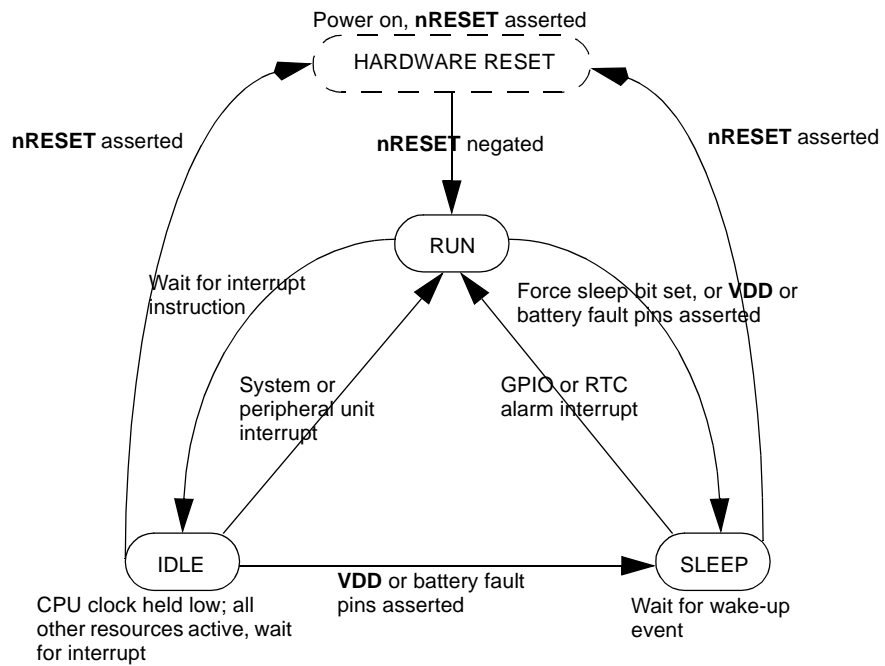 Power on, nRESET asserted
HARDWARE RESET
nRESET asserted
nRESET negated
nRESET asserted
RUN
Wait for interrupt
instruction
Force sleep bit set, or VDD or
battery fault pins asserted
System or
peripheral unit
interrupt
GPIO or RTC
alarm interrupt
IDLE
SLEEP
VDD or battery fault
pins asserted
CPU clock held low; all
other resources active, wait
for interrupt
Wait for wake-up
event